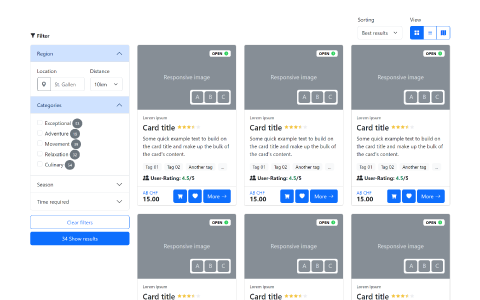 Sorting
View
Best results
Filter
Region
Location
Distance
St. Gallen
10km
Categories
Exceptional
Adventure
Movement
Relaxation
Culinary
Season
Time required
Clear filters
34 Show results
Responsive image
OPEN
A B C
Lorem ipsum
Card title
Some quick example text to build on
the card title and make up the bulk of
the card's content.
Tag 01 Tag 02 Another tag ...
User-Rating: 4.5/5
AB CHF
15.00
More →
Responsive image
OPEN
A B C
Lorem ipsum
Card title
Some quick example text to build on
the card title and make up the bulk of
the card's content.
Tag 01 Tag 02 Another tag ...
User-Rating: 4.5/5
AB CHF
15.00
More →
Responsive image
OPEN
A B C
Lorem ipsum
Card title
Some quick example text to build on
the card title and make up the bulk of
the card's content.
Tag 01 Tag 02 Another tag ...
User-Rating: 4.5/5
AB CHF
15.00
More →
Responsive image
OPEN
A B C
Lorem ipsum
Card title
Responsive image
OPEN
A B C
Lorem ipsum
Card title
Responsive image
OPEN
A B C
Lorem ipsum
Card title